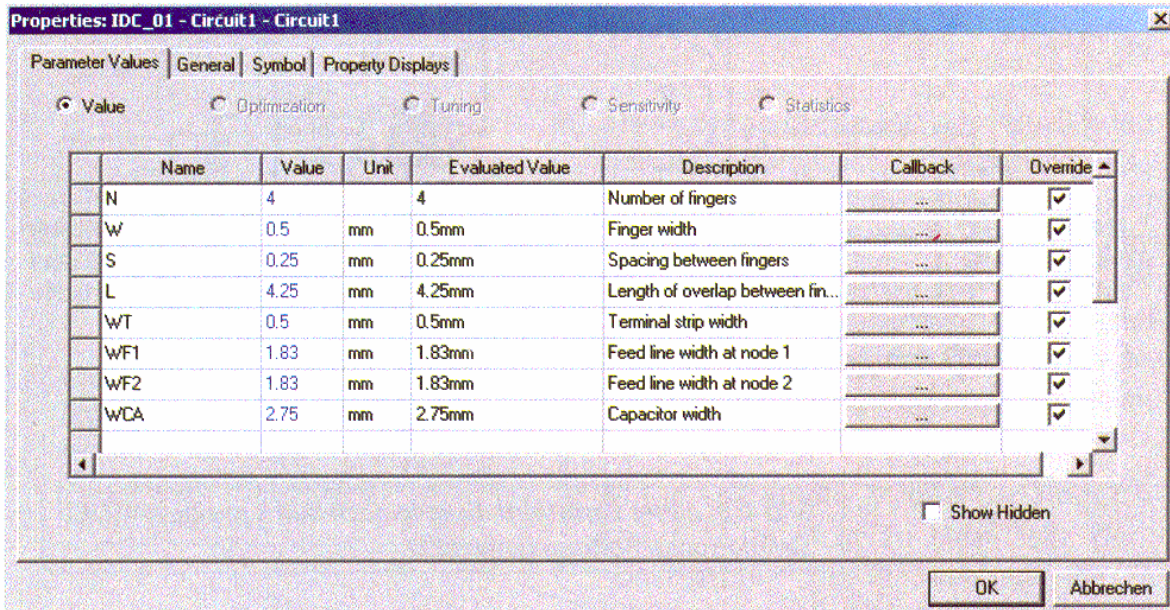 Properties: IDC_01 - Circuit1 - Circuit1
Parameter Values General Symbol Property Displays
Value Optimization Tuning Sensitivity Statistics
Name Value Unit Evaluated Value Description Callback Override
N 4 4 Number of fingers ...
W 0.5 mm 0.5mm Finger width ...
S 0.25 mm 0.25mm Spacing between fingers ...
L 4.25 mm 4.25mm Length of overlap between fin... ...
WT 0.5 mm 0.5mm Terminal strip width ...
WF1 1.83 mm 1.83mm Feed line width at node 1 ...
WF2 1.83 mm 1.83mm Feed line width at node 2 ...
WCA 2.75 mm 2.75mm Capacitor width ...
Show Hidden
OK Abbrechen